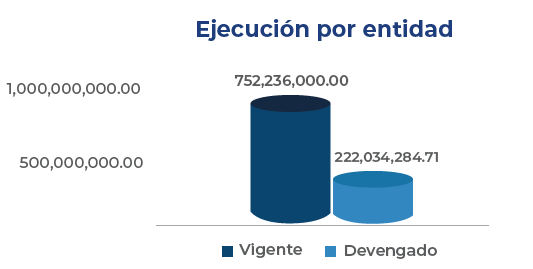 Ejecución por entidad
752,236,000.00
1,000,000,000.00
222,034,284.71
500,000,000.00
Vigente
Devengado